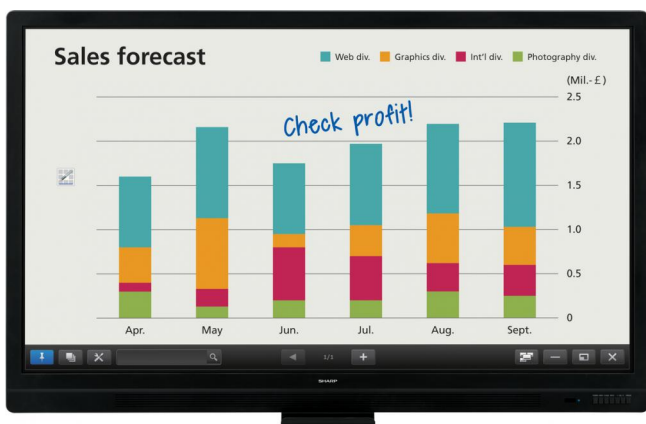 Sales forecast
Web div. Graphics div. Int'l div. Photography div.
(Mil.- £)
2.5
Check profit!
2.0
1.5
1.0
0.5
0
Apr. May Jun. Jul. Aug. Sept.
1/1
SHARP